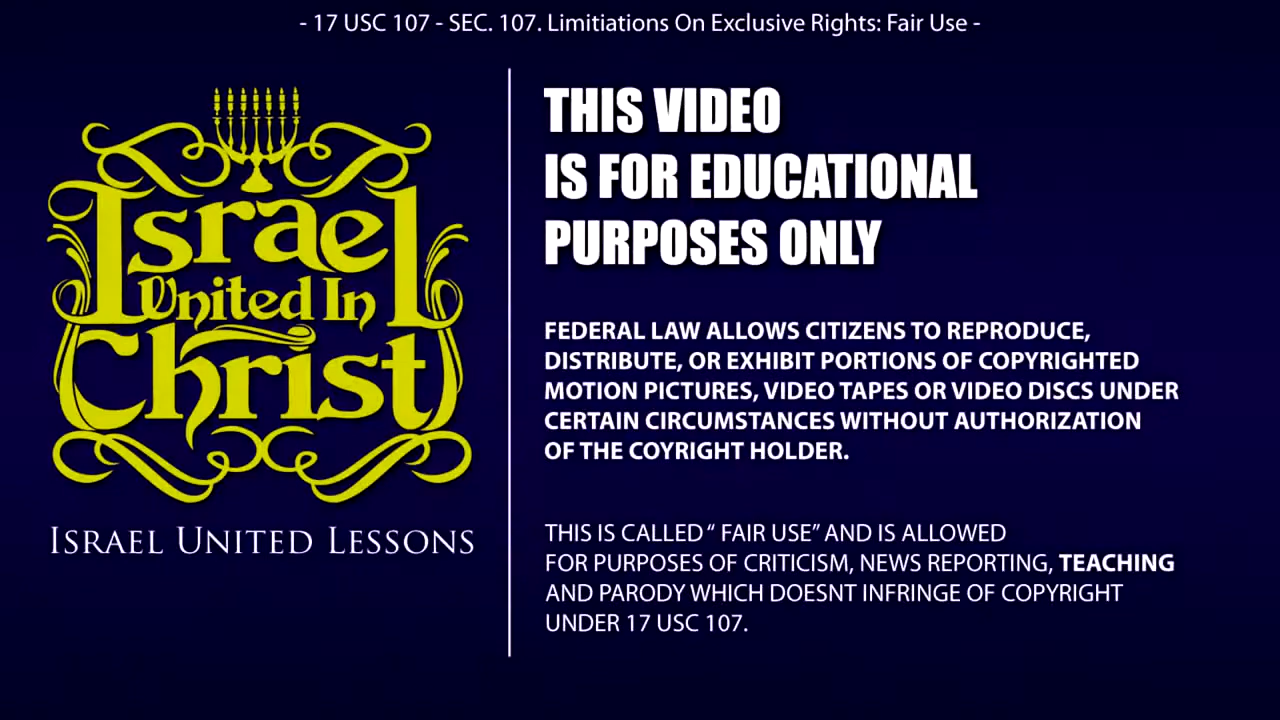 - 17 USC 107 - SEC. 107. Limitiations On Exclusive Rights: Fair Use -
Israel
United In
Christ
ISRAEL UNITED LESSONS
THIS VIDEO
IS FOR EDUCATIONAL
PURPOSES ONLY
FEDERAL LAW ALLOWS CITIZENS TO REPRODUCE,
DISTRIBUTE, OR EXHIBIT PORTIONS OF COPYRIGHTED
MOTION PICTURES, VIDEO TAPES OR VIDEO DISCS UNDER
CERTAIN CIRCUMSTANCES WITHOUT AUTHORIZATION
OF THE COYRIGHT HOLDER.
THIS IS CALLED “ FAIR USE” AND IS ALLOWED
FOR PURPOSES OF CRITICISM, NEWS REPORTING, TEACHING
AND PARODY WHICH DOESNT INFRINGE OF COPYRIGHT
UNDER 17 USC 107.